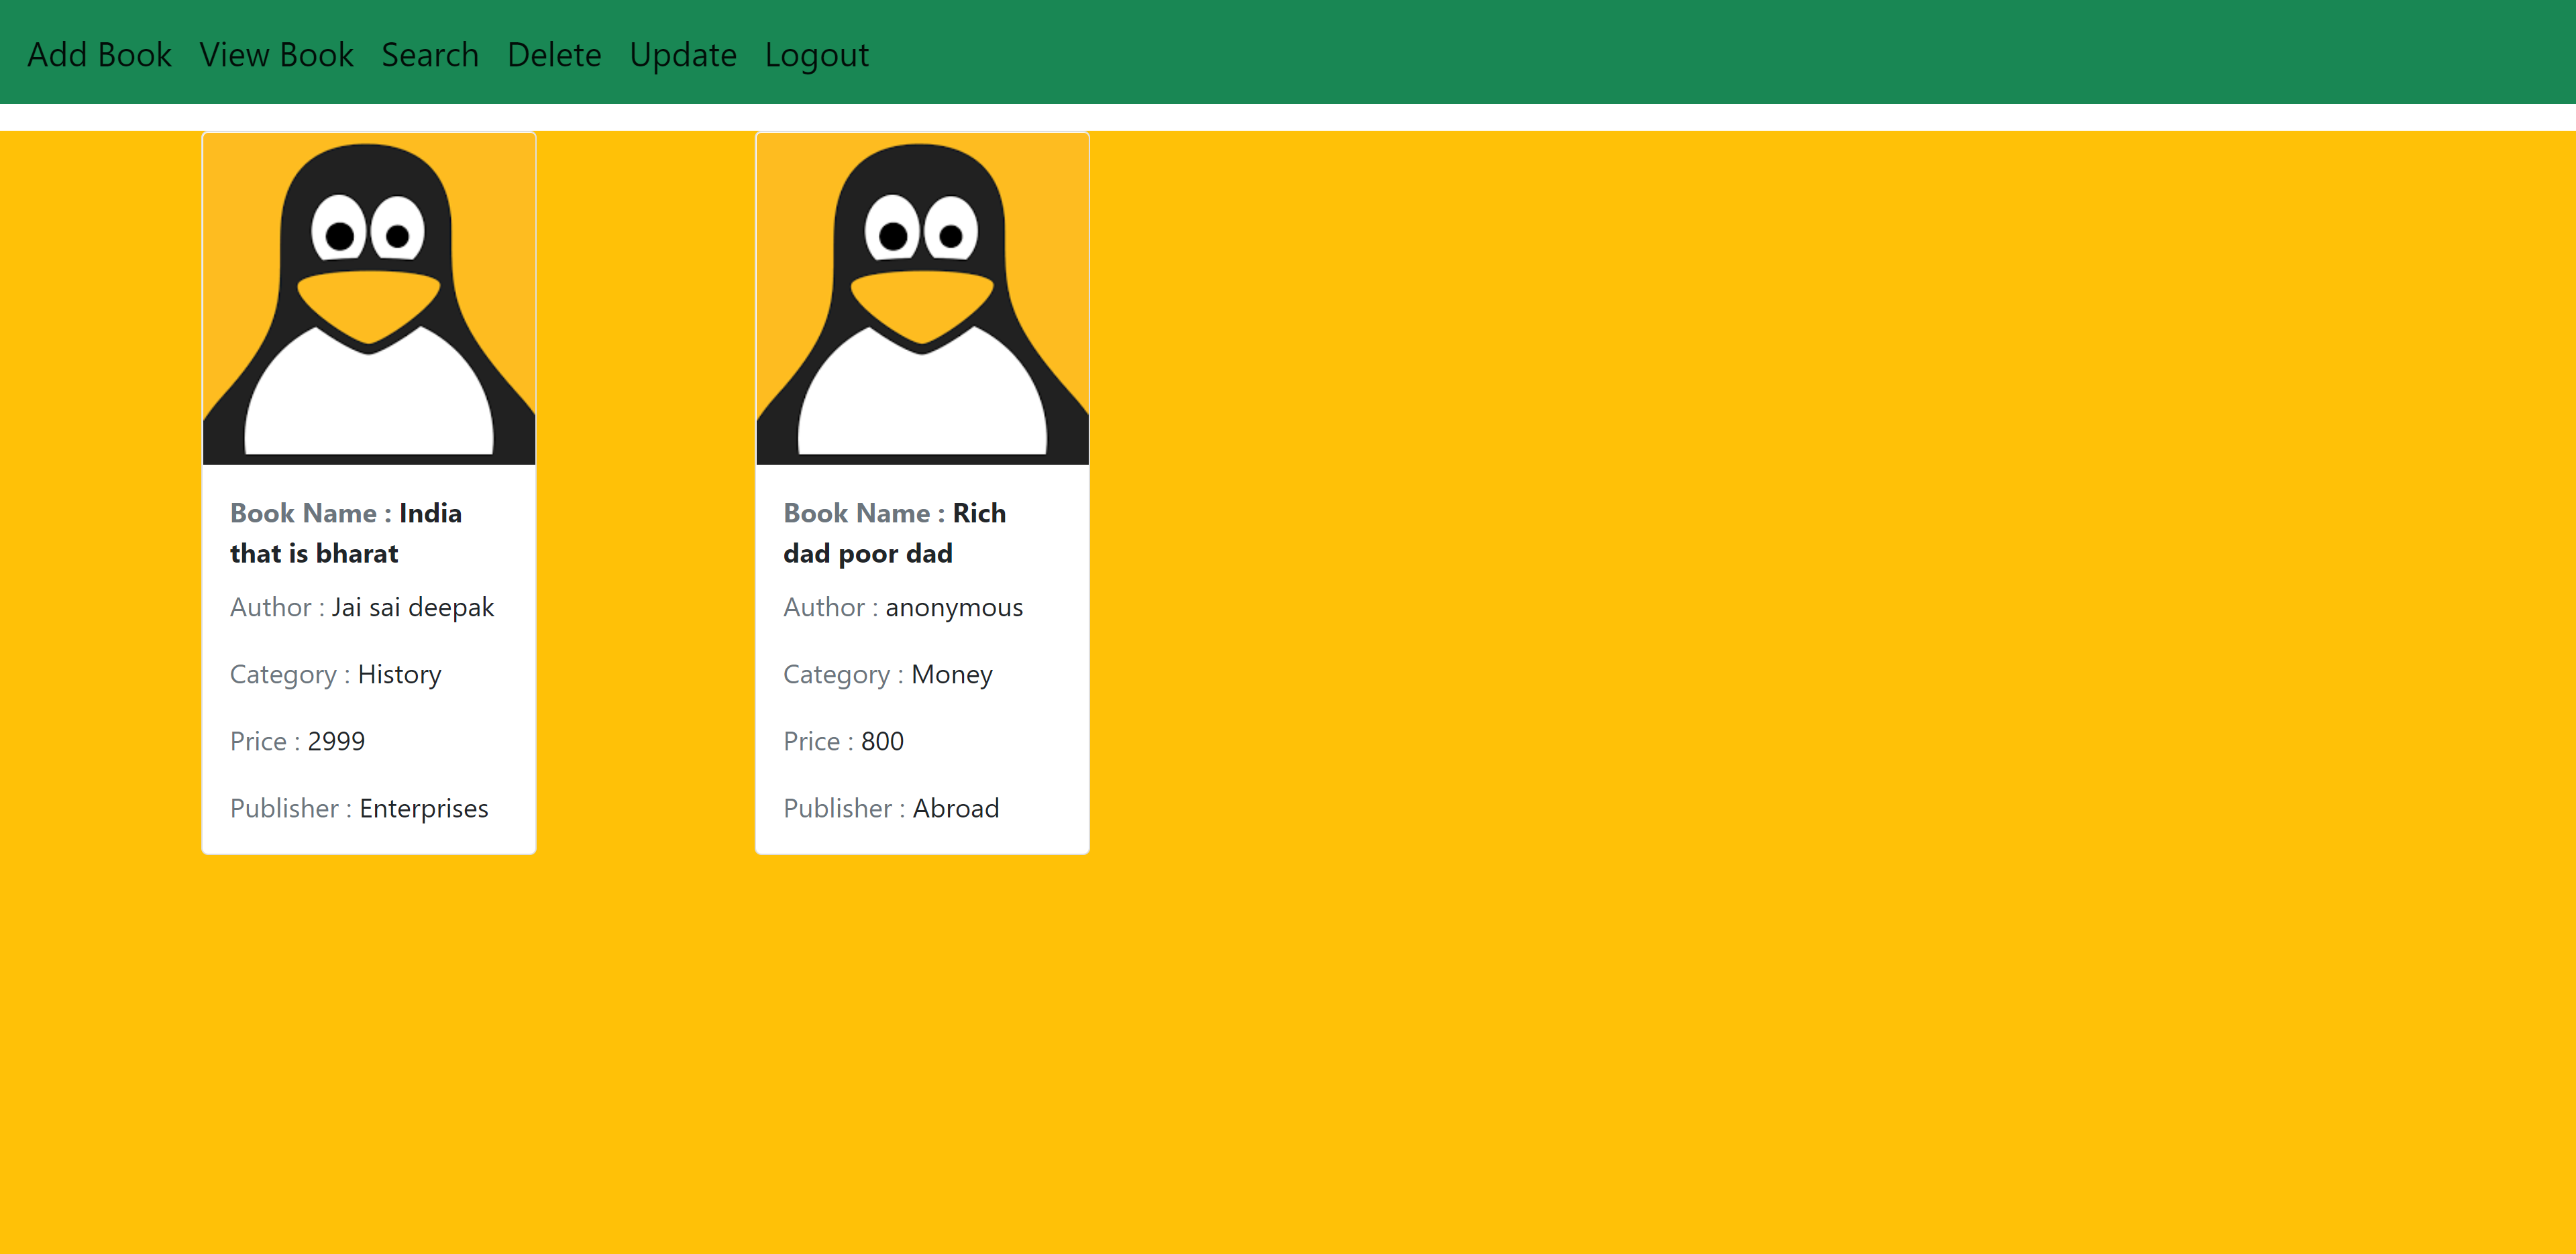 Add Book View Book Search Delete Update Logout
Book Name : India
that is bharat
Author : Jai sai deepak
Category : History
Price : 2999
Publisher : Enterprises
Book Name : Rich
dad poor dad
Author : anonymous
Category : Money
Price : 800
Publisher : Abroad